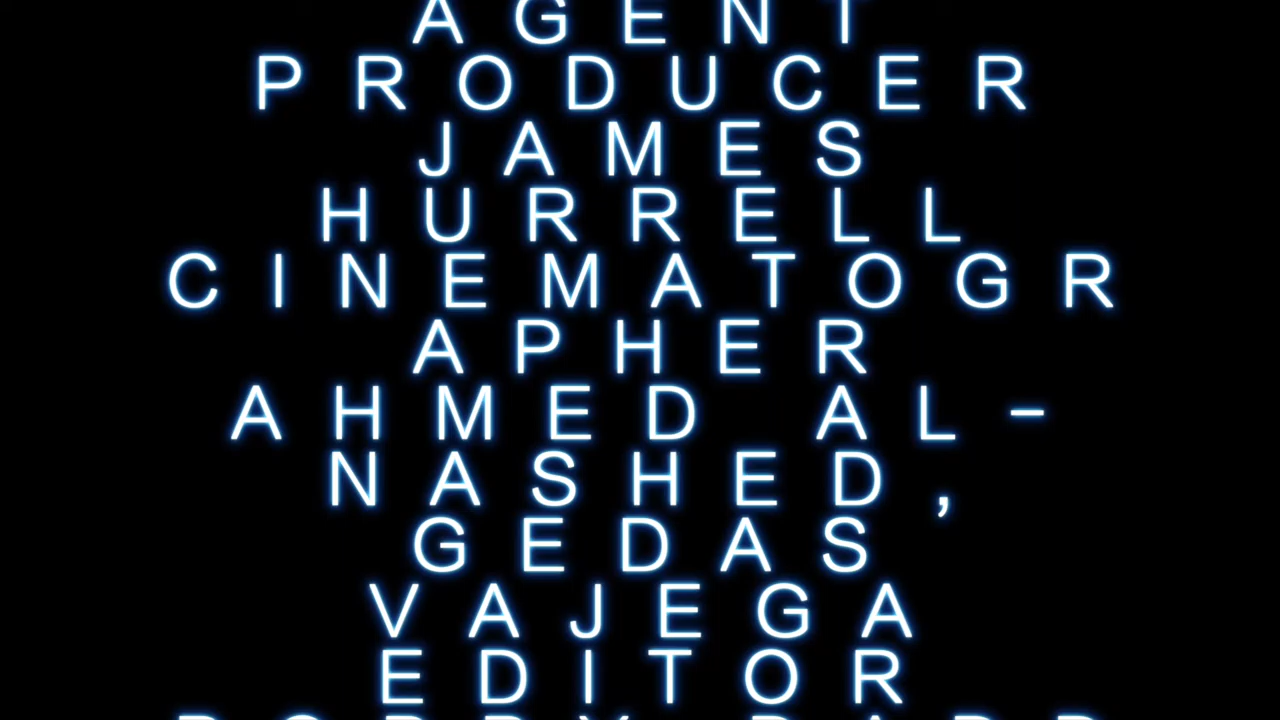 AGENT
PRODUCER
JAMES
HURRELL
CINEMATOGR
APHER
AHMED AL-
NASHED,
GEDAS
VAJEGA
EDITOR